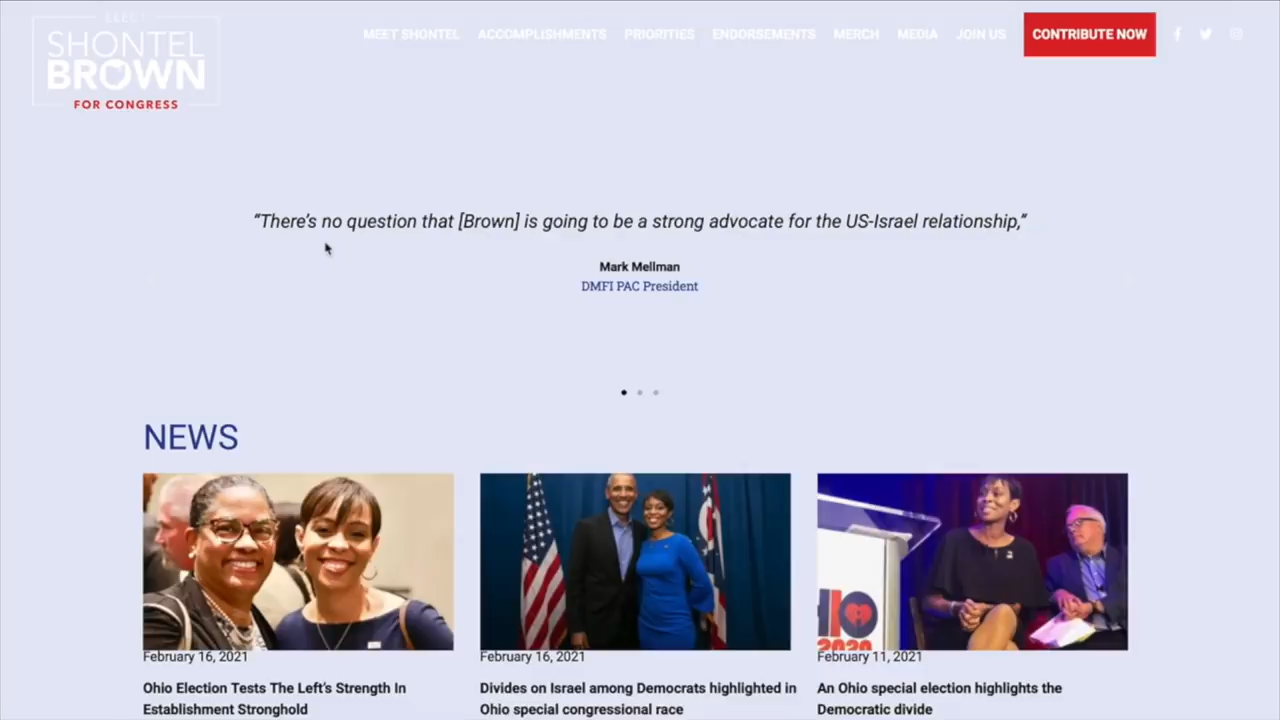 ELECT
SHONTEL
BROWN
FOR CONGRESS
MEET SHONTEL ACCOMPLISHMENTS PRIORITIES ENDORSEMENTS MERCH MEDIA JOIN US CONTRIBUTE NOW
“There’s no question that [Brown] is going to be a strong advocate for the US-Israel relationship,“
Mark Mellman
DMFI PAC President
NEWS
HIO
2020
February 16, 2021
February 16, 2021
February 11, 2021
Ohio Election Tests The Left’s Strength In
Establishment Stronghold
Divides on Israel among Democrats highlighted in
Ohio special congressional race
An Ohio special election highlights the
Democratic divide